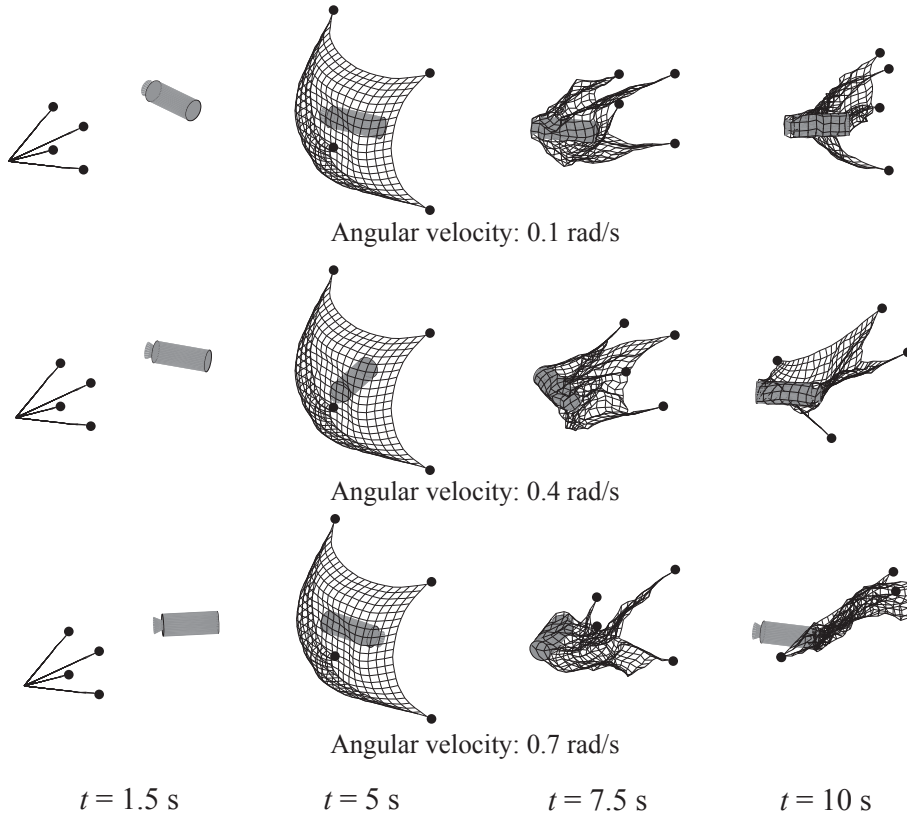 Angular velocity: 0.1 rad/s
Angular velocity: 0.4 rad/s
Angular velocity: 0.7 rad/s
t = 1.5 s t = 5 s t = 7.5 s t = 10 s